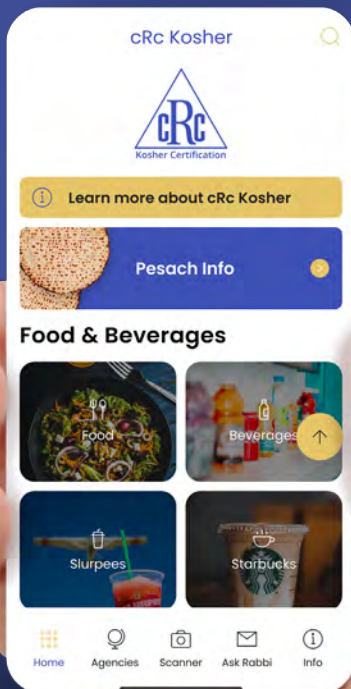 cRc Kosher
cRc
Kosher Certification
Learn more about cRc Kosher
Pesach Info
Food & Beverages
Food
Beverages
Slurpees
Starbucks
Home
Agencies
Scanner
Ask Rabbi
Info